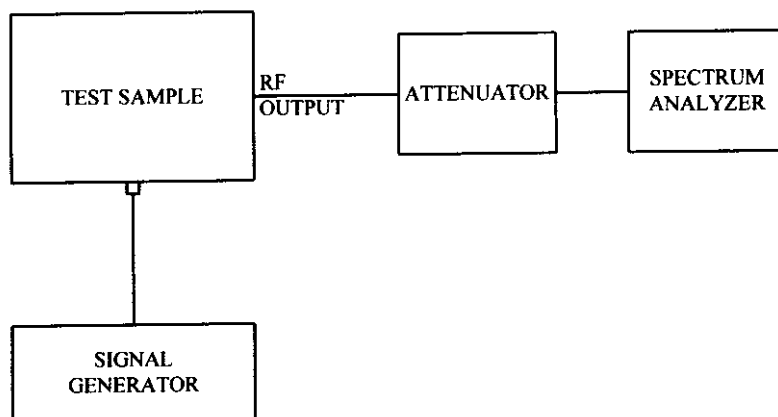 TEST SAMPLE
RF
OUTPUT
ATTENUATOR
SPECTRUM
ANALYZER
SIGNAL
GENERATOR